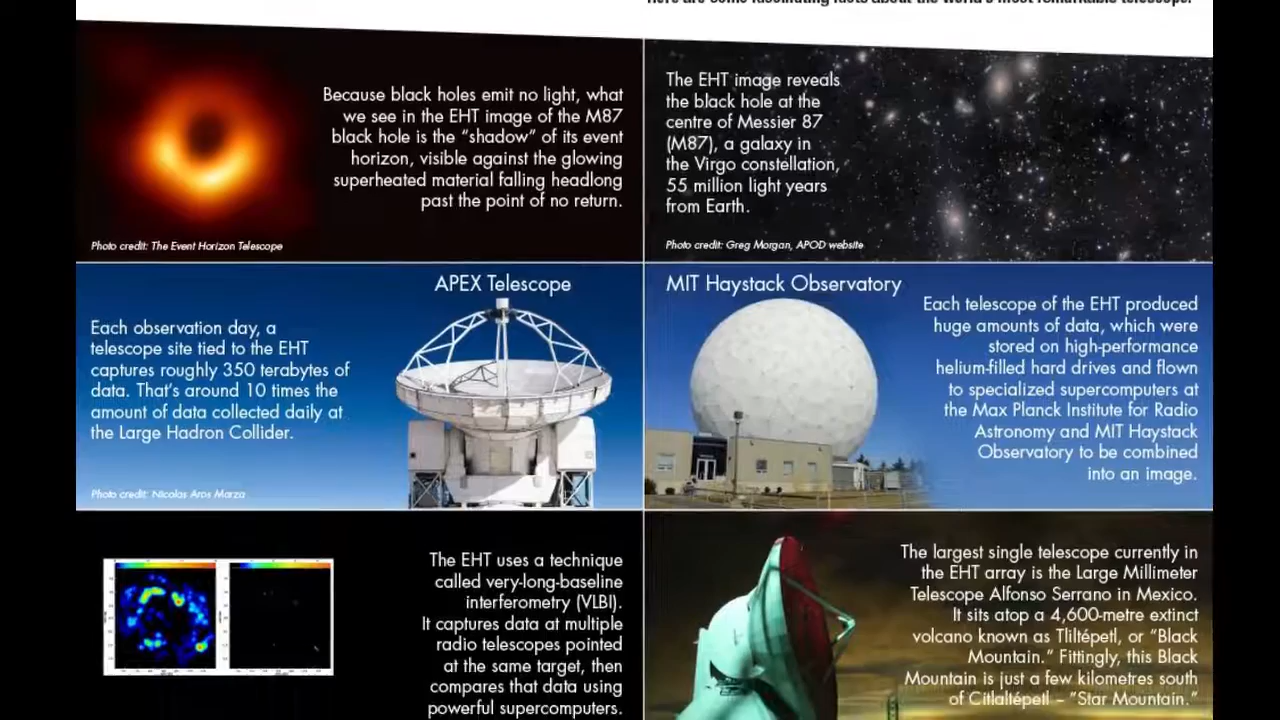 Here are some fascinating facts about the world's most remarkable telescope.
Because black holes emit no light, what
we see in the EHT image of the M87
black hole is the “shadow” of its event
horizon, visible against the glowing
superheated material falling headlong
past the point of no return.
Photo credit: The Event Horizon Telescope
The EHT image reveals
the black hole at the
centre of Messier 87
(M87), a galaxy in
the Virgo constellation,
55 million light years
from Earth.
Photo credit: Greg Morgan, APOD website
APEX Telescope
Each observation day, a
telescope site tied to the EHT
captures roughly 350 terabytes of
data. That's around 10 times the
amount of data collected daily at
the Large Hadron Collider.
Photo credit: Nicolas Aros Marza
MIT Haystack Observatory
Each telescope of the EHT produced
huge amounts of data, which were
stored on high-performance
helium-filled hard drives and flown
to specialized supercomputers at
the Max Planck Institute for Radio
Astronomy and MIT Haystack
Observatory to be combined
into an image.
The EHT uses a technique
called very-long-baseline
interferometry (VLBI).
It captures data at multiple
radio telescopes pointed
at the same target, then
compares that data using
powerful supercomputers.
The largest single telescope currently in
the EHT array is the Large Millimeter
Telescope Alfonso Serrano in Mexico.
It sits atop a 4,600-metre extinct
volcano known as Tliltépetl, or “Black
Mountain.” Fittingly, this Black
Mountain is just a few kilometres south
of Citlaltépetl – “Star Mountain.”